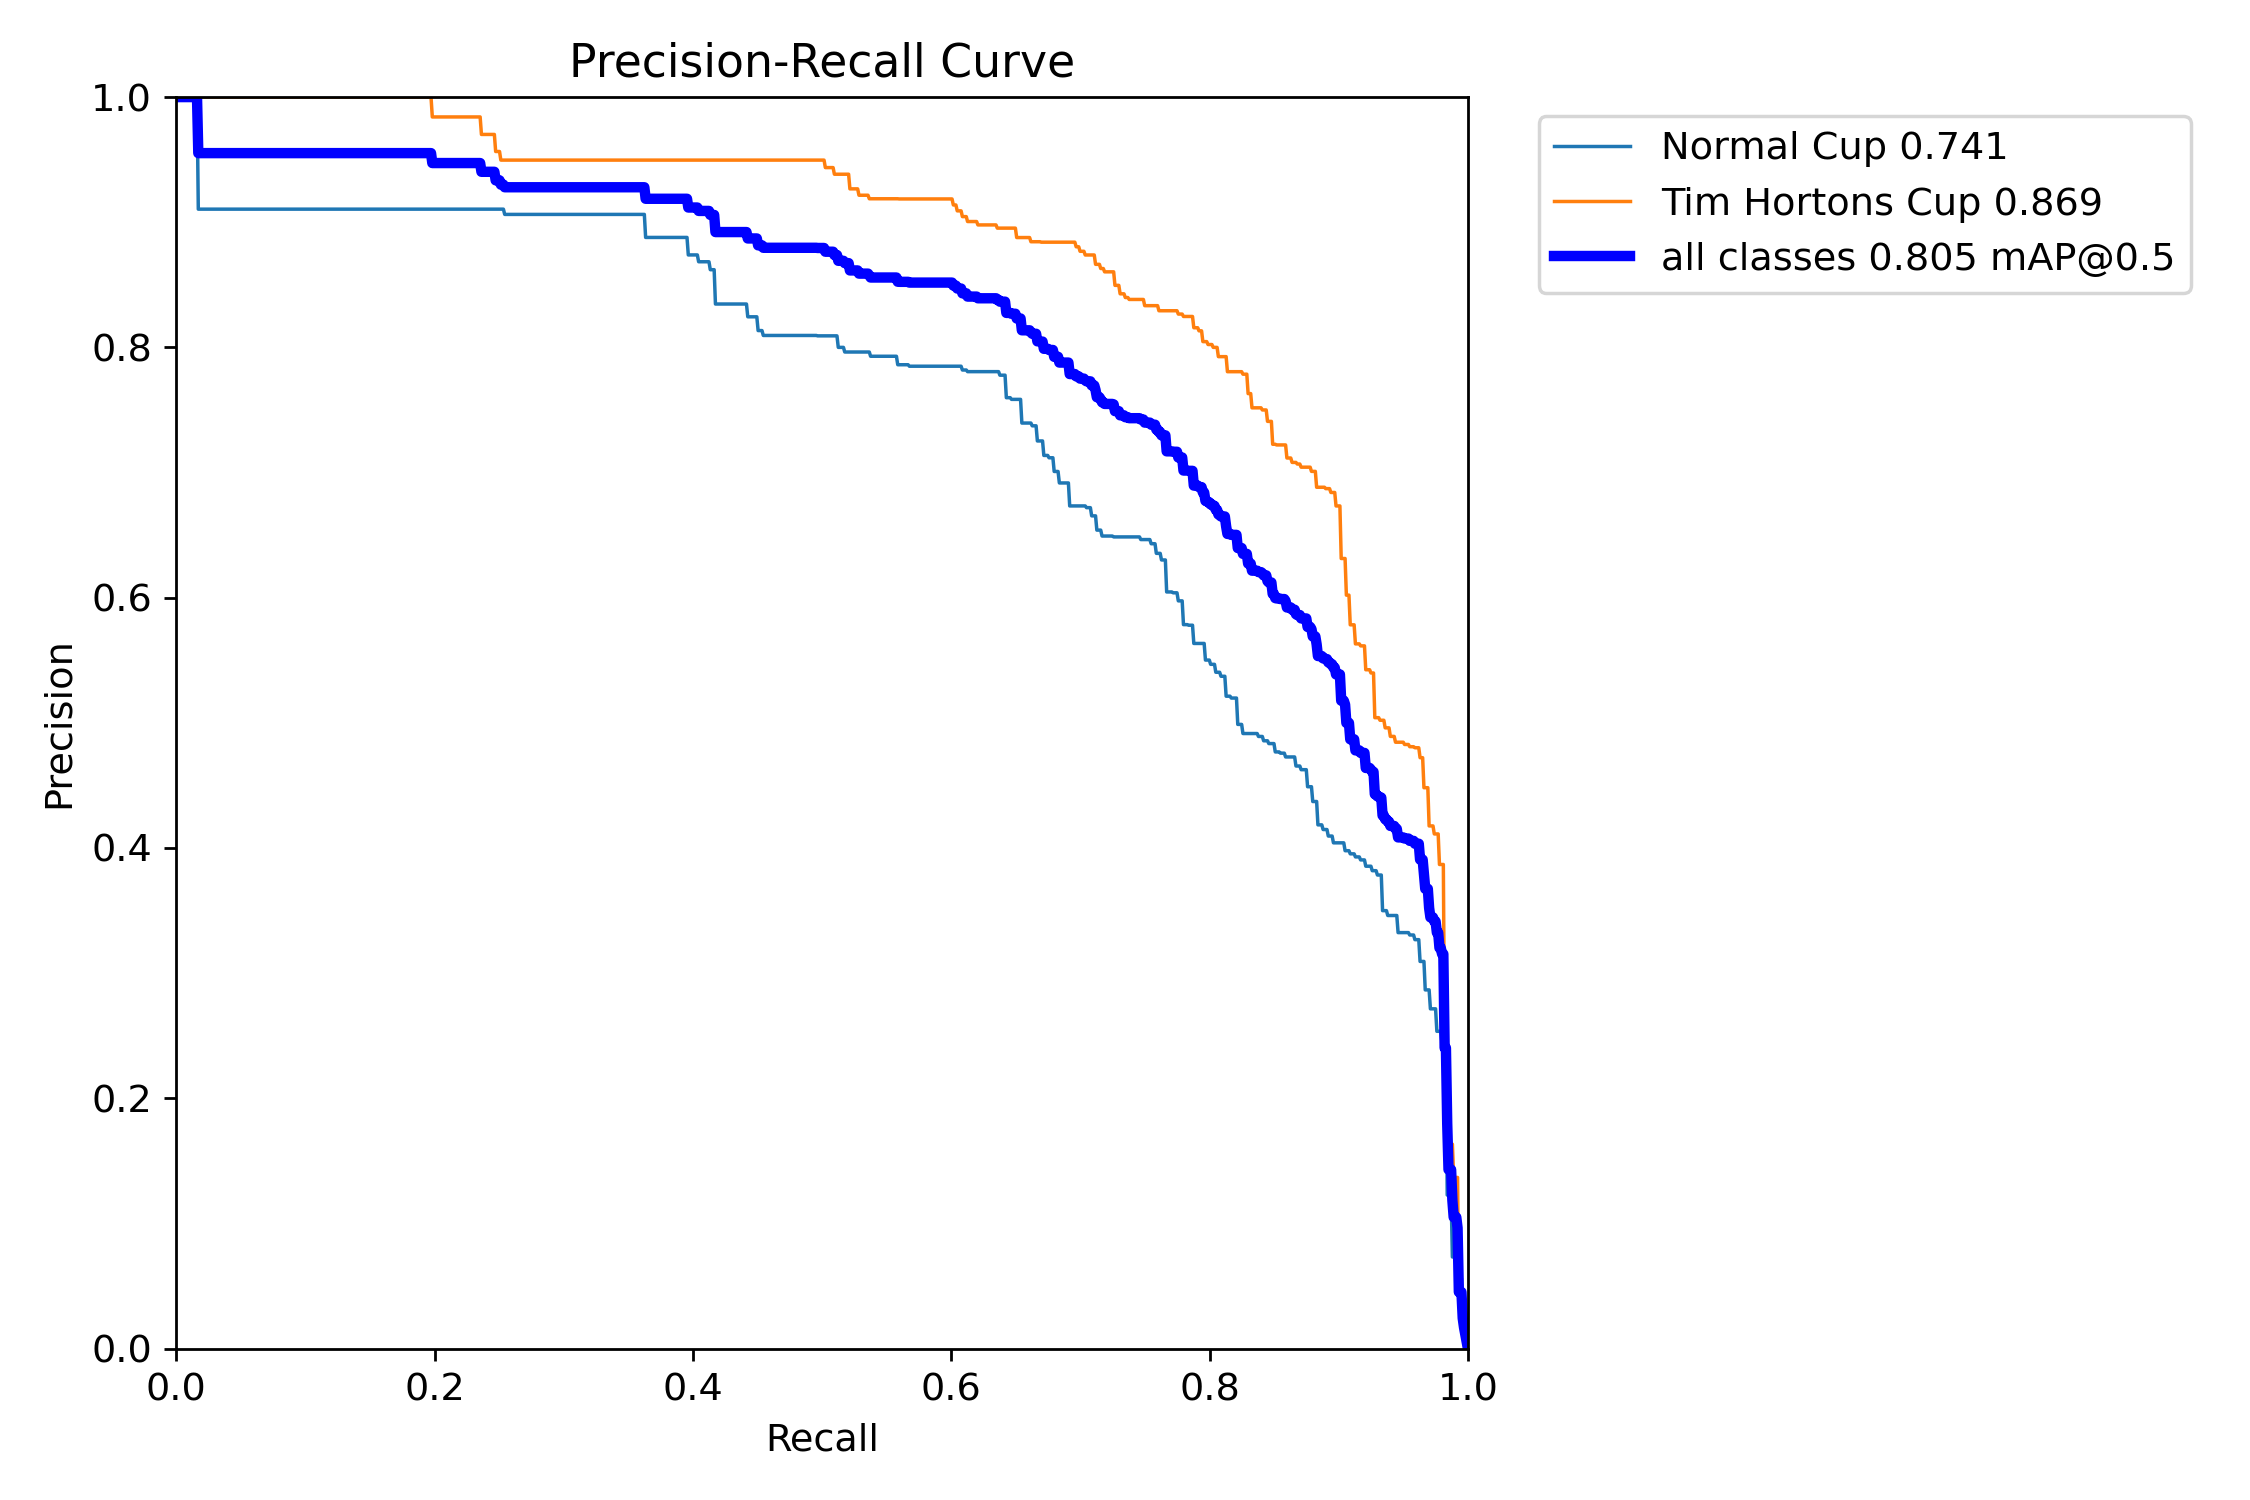 Precision-Recall Curve
1.0
0.8
0.6
0.4
0.2
0.0
Precision
0.0 0.2 0.4 0.6 0.8 1.0
Recall
Normal Cup 0.741
Tim Hortons Cup 0.869
all classes 0.805 mAP@0.5